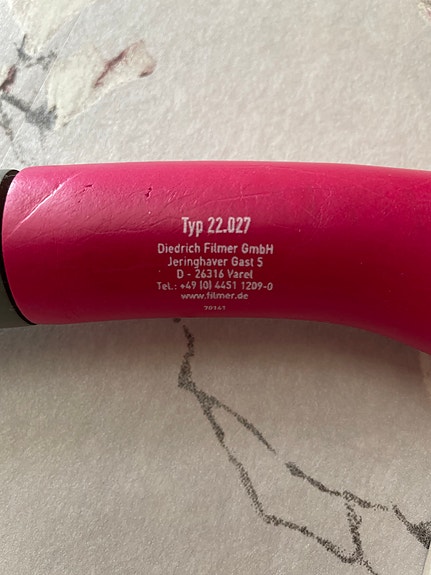 Typ 22.027
Diedrich Filmer GmbH
Jeringhaver Gast 5
D - 26316 Varel
Tel.: +49 (0) 4451 1209-0
www.filmer.de